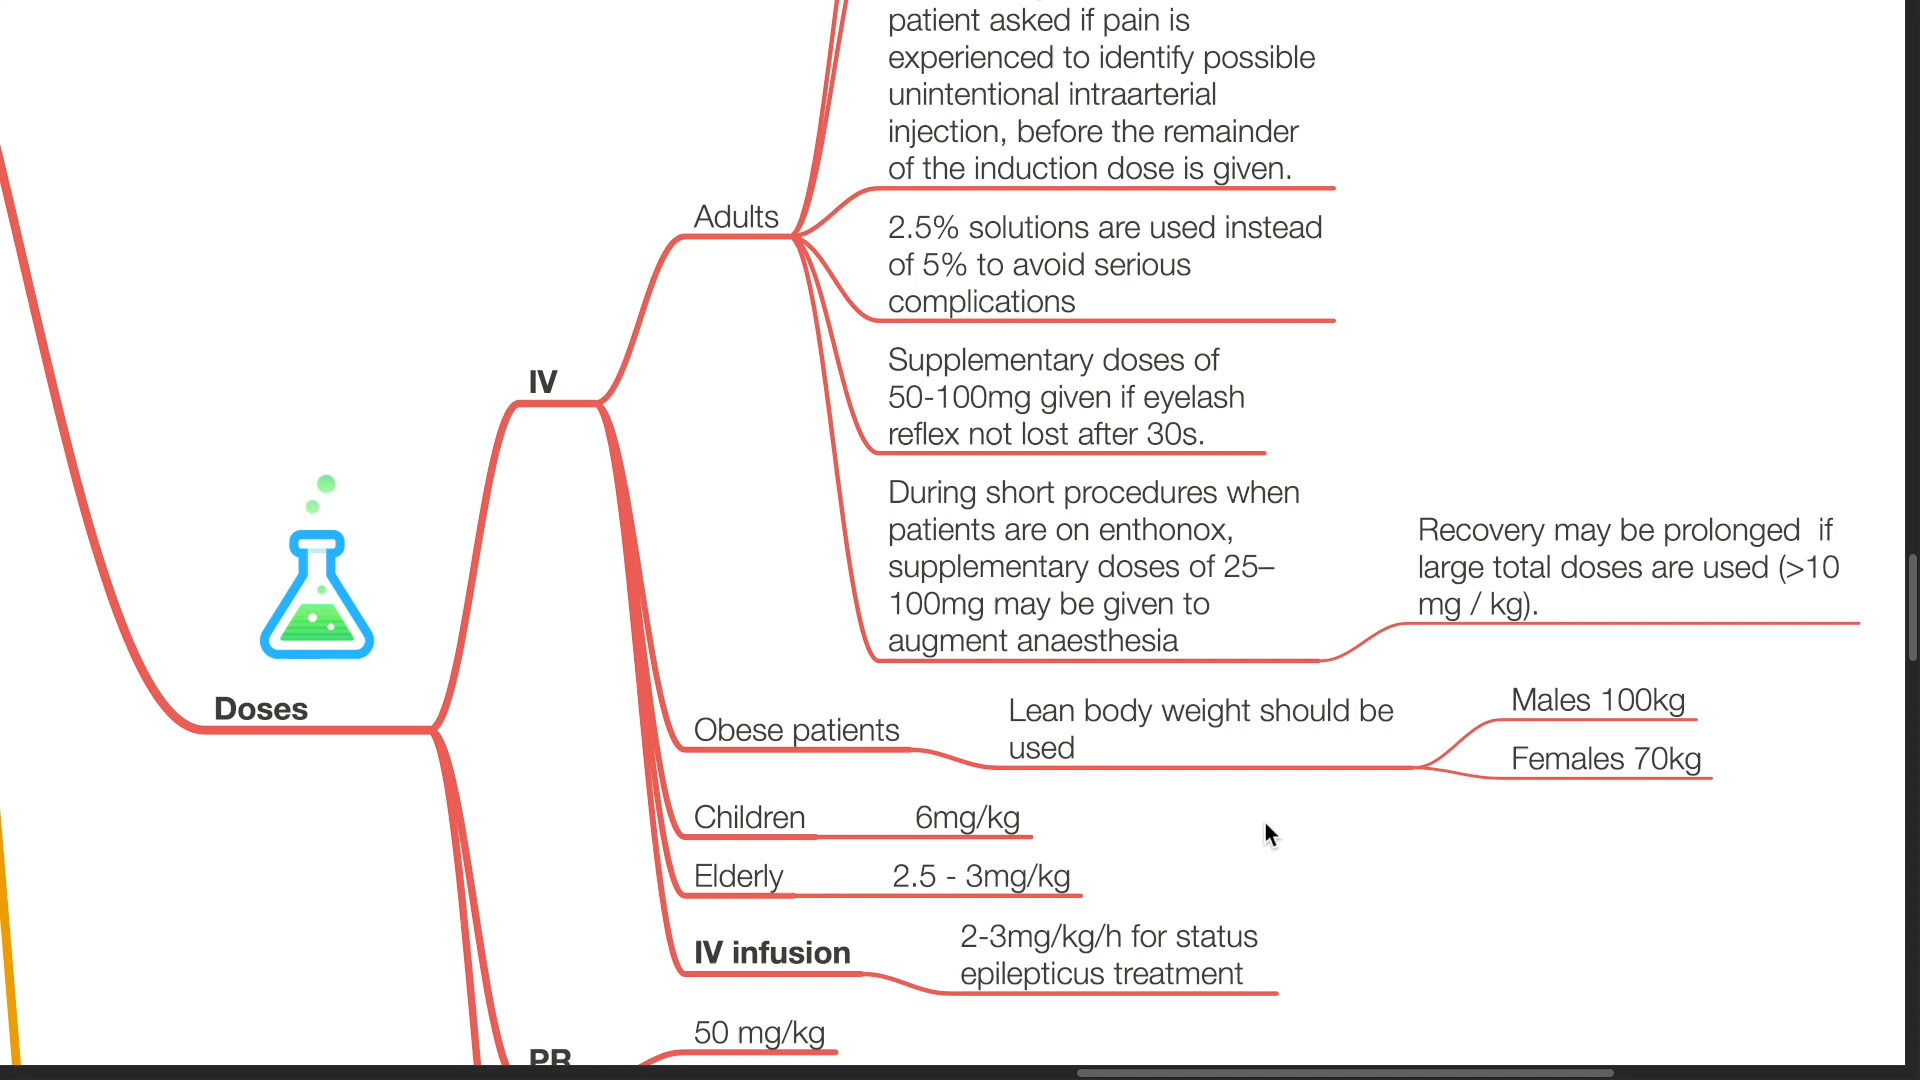 patient asked if pain is
experienced to identify possible
unintentional intraarterial
injection, before the remainder
of the induction dose is given.
Adults
2.5% solutions are used instead
of 5% to avoid serious
complications
Supplementary doses of
50-100mg given if eyelash
reflex not lost after 30s.
IV
During short procedures when
patients are on enthonox,
supplementary doses of 25–
100mg may be given to
augment anaesthesia
Recovery may be prolonged  if
large total doses are used (>10
mg / kg).
Doses
Obese patients
Lean body weight should be
used
Males 100kg
Females 70kg
Children
6mg/kg
Elderly
2.5 - 3mg/kg
IV infusion
2-3mg/kg/h for status
epilepticus treatment
50 mg/kg
PR